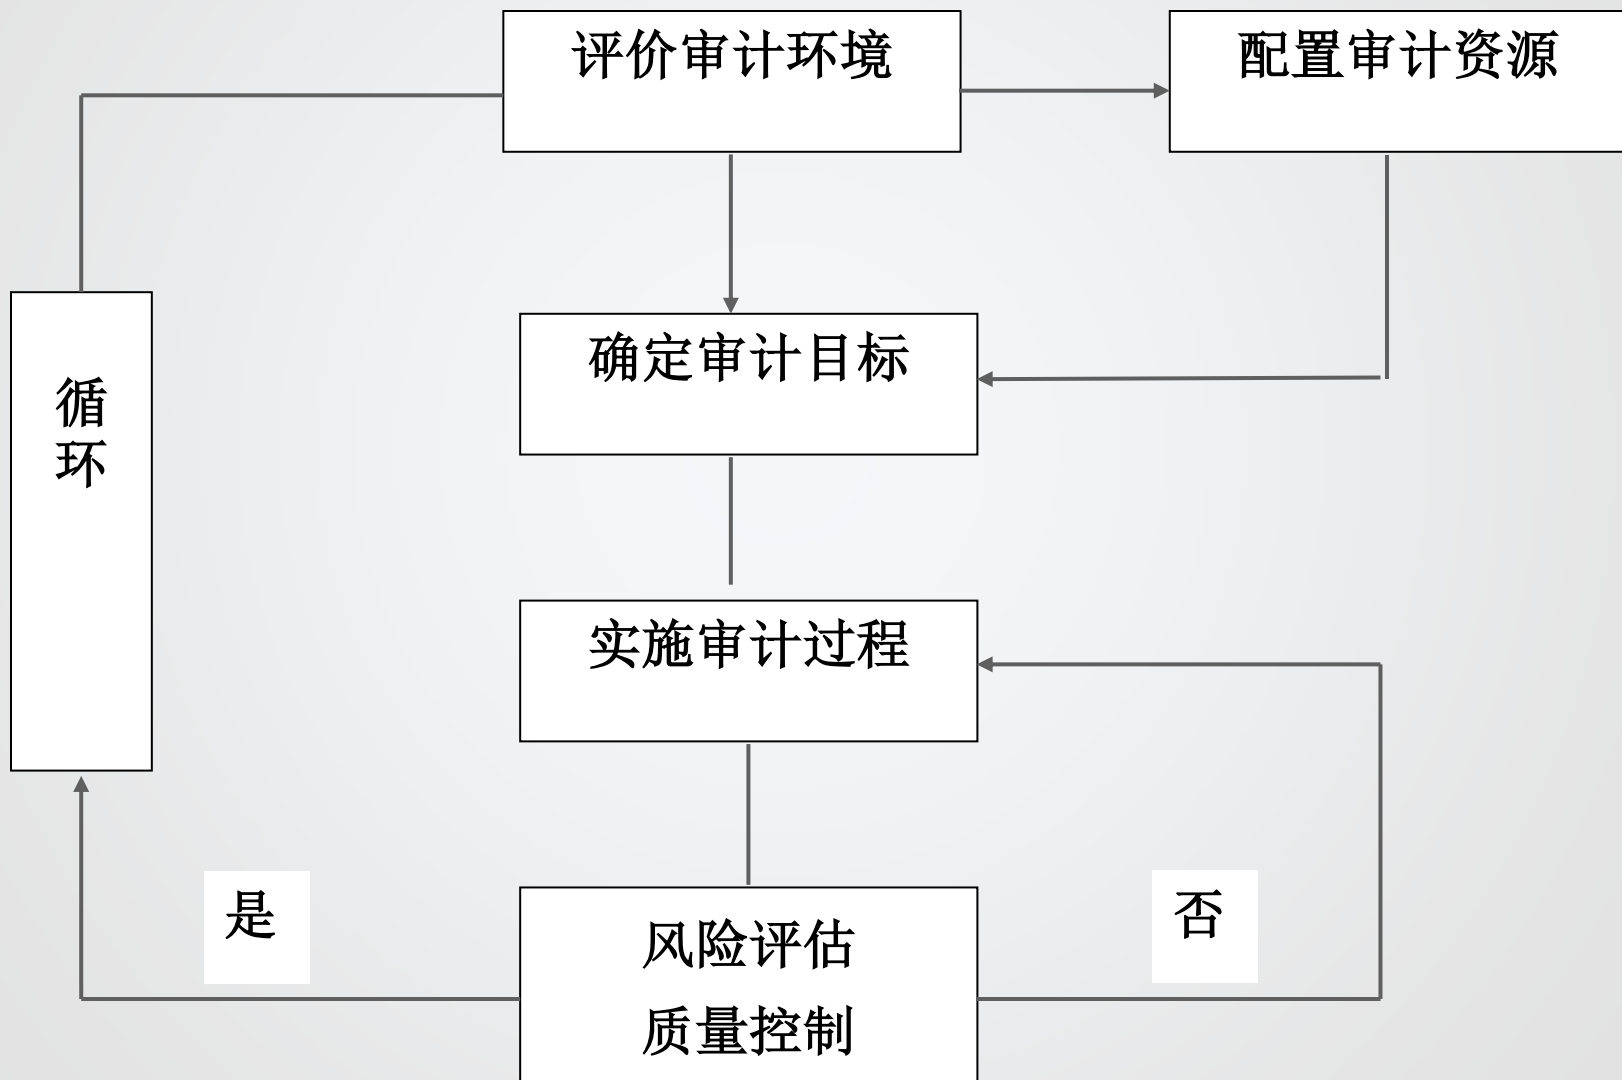 评价审计环境
配置审计资源
确定审计目标
循
环
实施审计过程
是
否
风险评估
质量控制